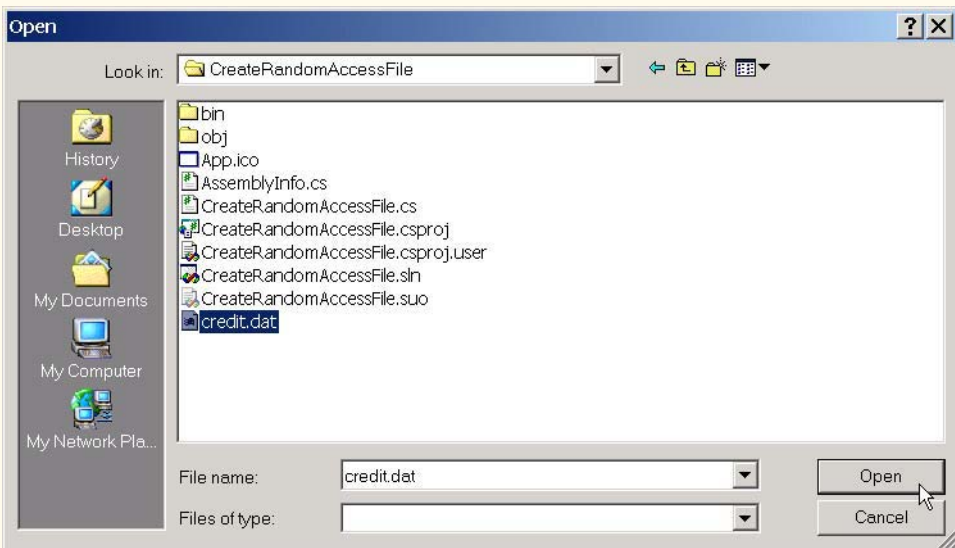 Open
Look in: CreateRandomAccessFile
History
Desktop
My Documents
My Computer
My Network Pla...
bin
obj
App.ico
AssemblyInfo.cs
CreateRandomAccessFile.cs
CreateRandomAccessFile.csproj
CreateRandomAccessFile.csproj.user
CreateRandomAccessFile.sln
CreateRandomAccessFile.suo
credit.dat
File name: credit.dat Open
Files of type: Cancel